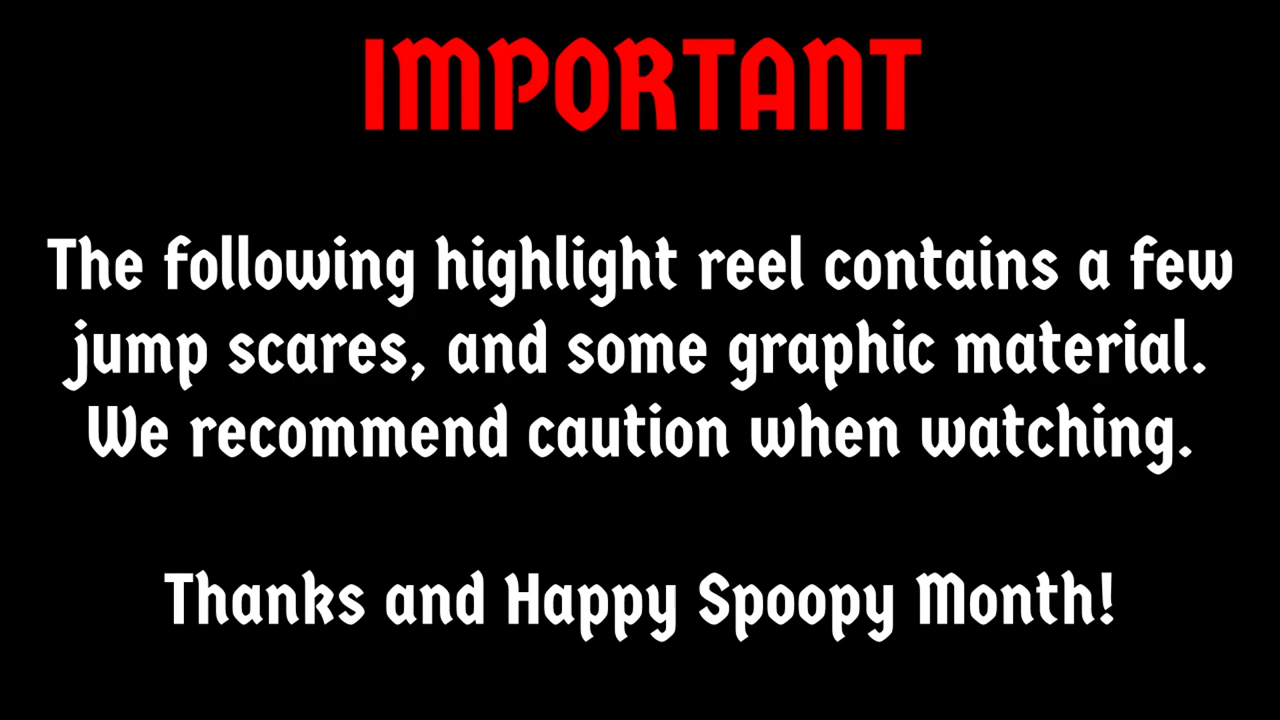 IMPORTANT
The following highlight reel contains a few
jump scares, and some graphic material.
We recommend caution when watching.
Thanks and Happy Spoopy Month!